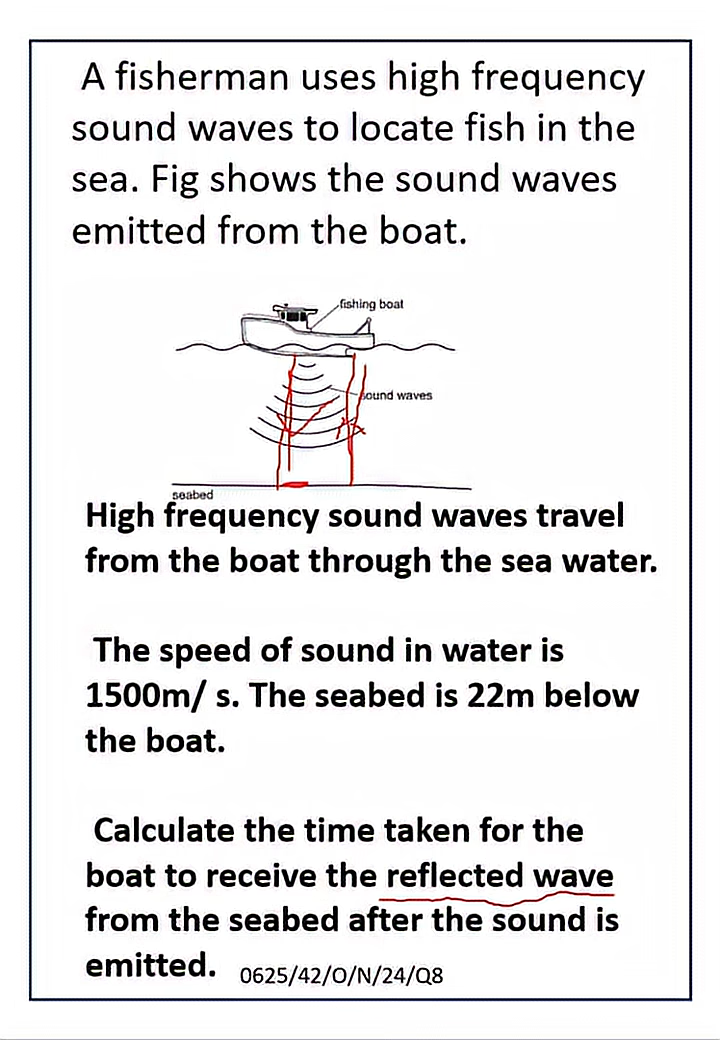 A fisherman uses high frequency
sound waves to locate fish in the
sea. Fig shows the sound waves
emitted from the boat.
fishing boat
sound waves
seabed
High frequency sound waves travel
from the boat through the sea water.
The speed of sound in water is
1500m/ s. The seabed is 22m below
the boat.
Calculate the time taken for the
boat to receive the reflected wave
from the seabed after the sound is
emitted. 0625/42/O/N/24/Q8